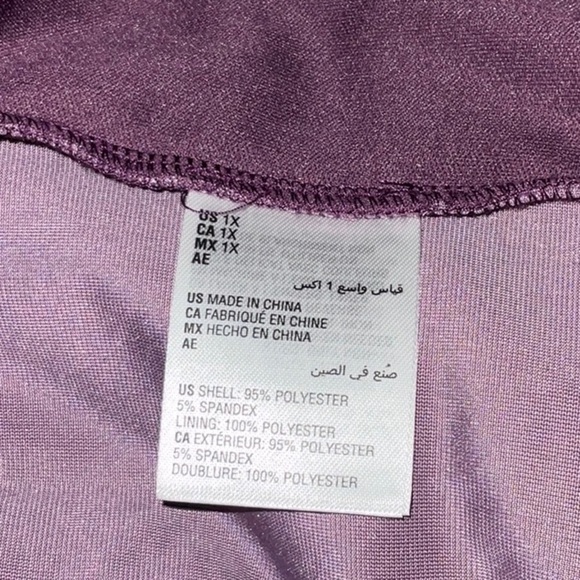 US 1X
CA 1X
MX 1X
AE
قياس واسع 1 اكس
US MADE IN CHINA
CA FABRIQUÉ EN CHINE
MX HECHO EN CHINA
AE
صُنع في الصين
US SHELL: 95% POLYESTER
5% SPANDEX
LINING: 100% POLYESTER
CA EXTÉRIEUR: 95% POLYESTER
5% SPANDEX
DOUBLURE: 100% POLYESTER